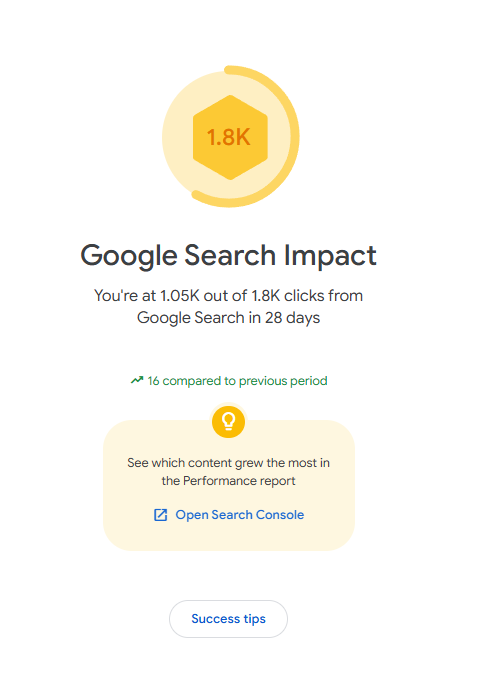 1.8K
Google Search Impact
You're at 1.05K out of 1.8K clicks from
Google Search in 28 days
16 compared to previous period
See which content grew the most in
the Performance report
Open Search Console
Success tips